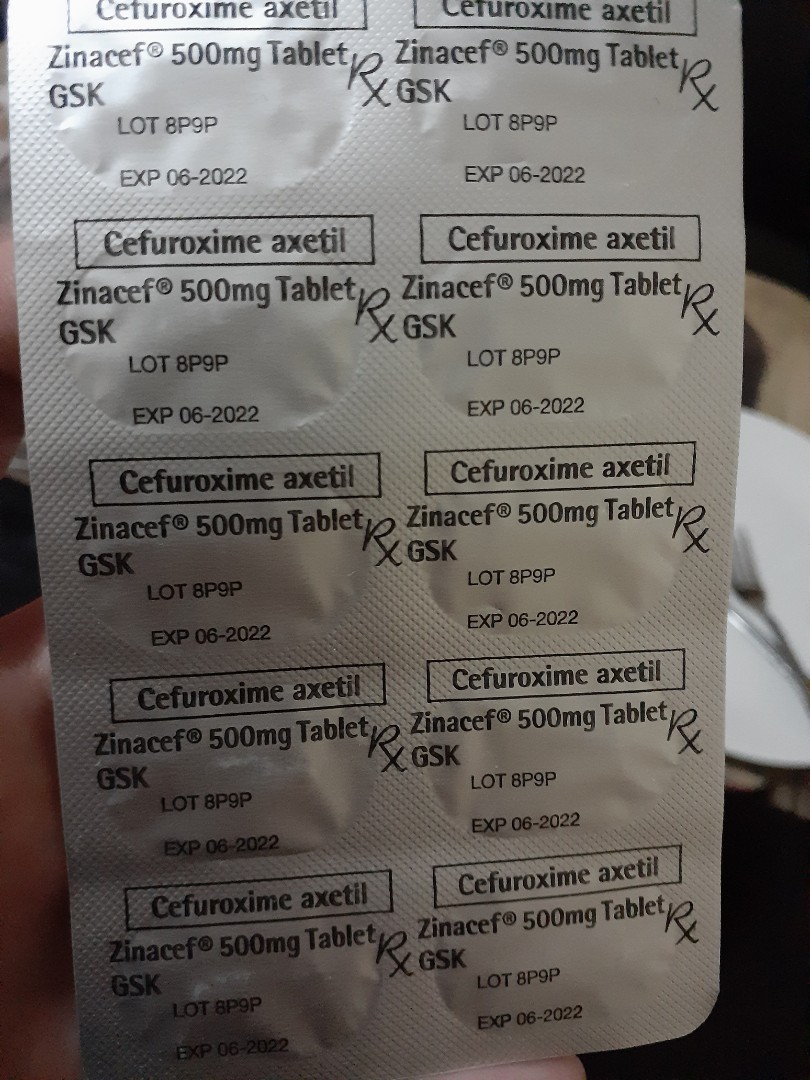 Cefuroxime axetil
Zinacef® 500mg Tablet Rx
GSK
LOT 8P9P
EXP 06-2022
Cefuroxime axetil
Zinacef® 500mg Tablet Rx
GSK
LOT 8P9P
EXP 06-2022
Cefuroxime axetil
Zinacef® 500mg Tablet Rx
GSK
LOT 8P9P
EXP 06-2022
Cefuroxime axetil
Zinacef® 500mg Tablet Rx
GSK
LOT 8P9P
EXP 06-2022
Cefuroxime axetil
Zinacef® 500mg Tablet Rx
GSK
LOT 8P9P
EXP 06-2022
Cefuroxime axetil
Zinacef® 500mg Tablet Rx
GSK
LOT 8P9P
EXP 06-2022
Cefuroxime axetil
Zinacef® 500mg Tablet Rx
GSK
LOT 8P9P
EXP 06-2022
Cefuroxime axetil
Zinacef® 500mg Tablet Rx
GSK
LOT 8P9P
EXP 06-2022
Cefuroxime axetil
Zinacef® 500mg Tablet Rx
GSK
LOT 8P9P
EXP 06-2022
Cefuroxime axetil
Zinacef® 500mg Tablet Rx
GSK
LOT 8P9P
EXP 06-2022